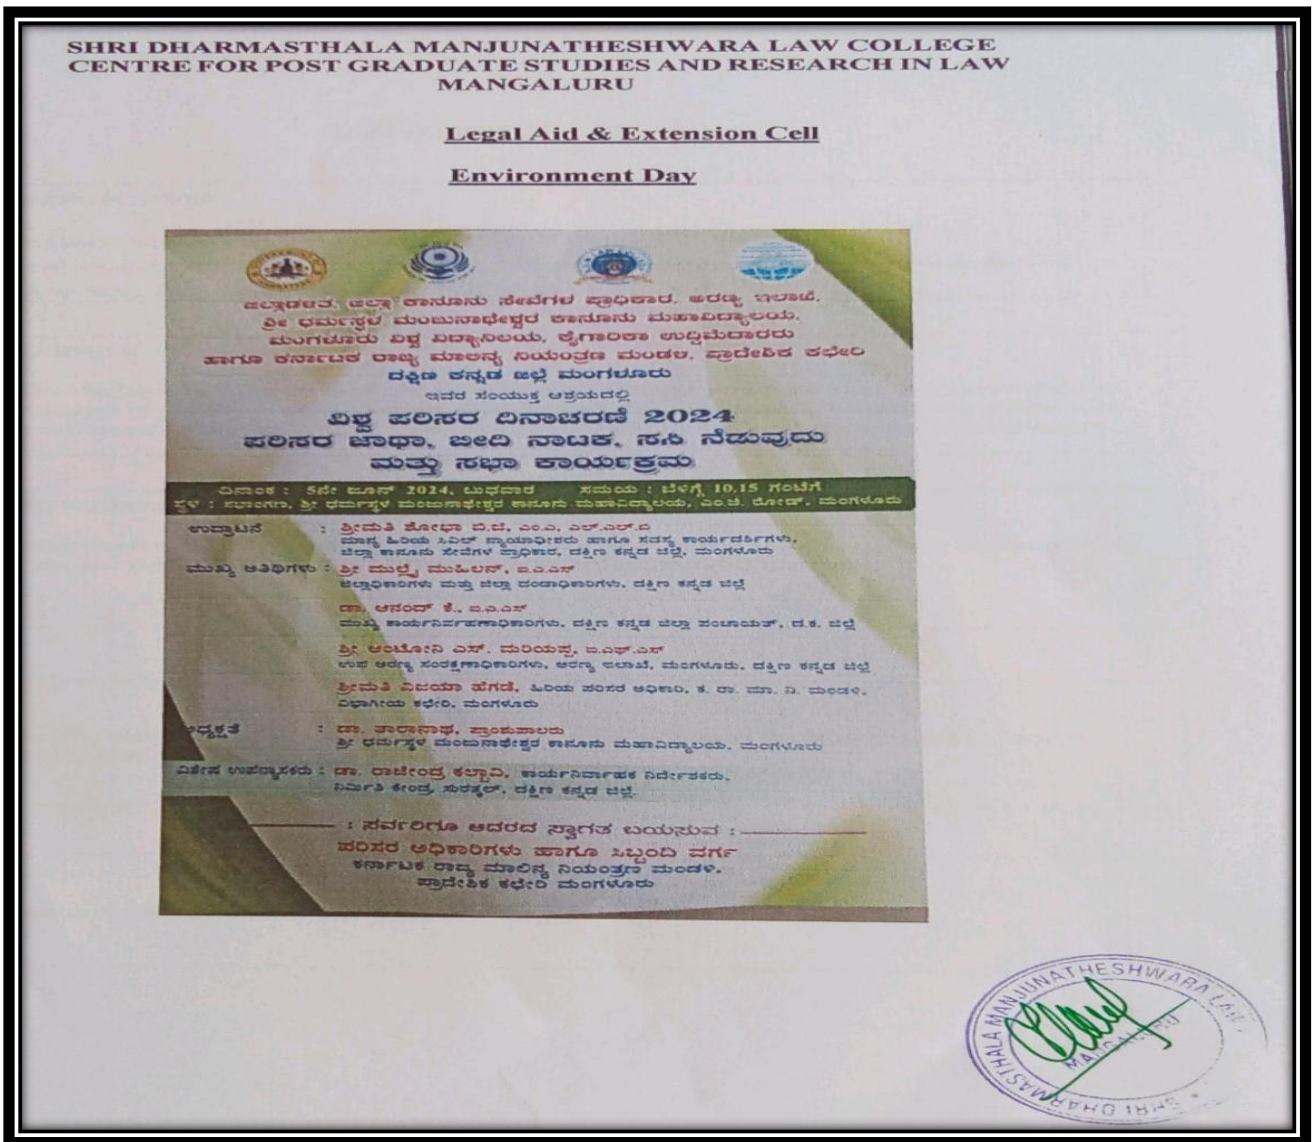 SHRI DHARMASTHALA MANJUNATHESHWARA LAW COLLEGE
CENTRE FOR POST GRADUATE STUDIES AND RESEARCH IN LAW
MANGALURU
Legal Aid & Extension Cell
Environment Day
ಜಿಲ್ಲಾಡಳಿತ, ಜಿಲ್ಲಾ ಕಾನೂನು ಸೇವೆಗಳ ಪ್ರಾಧಿಕಾರ, ಅರಣ್ಯ ಇಲಾಖೆ,
ಶ್ರೀ ಧರ್ಮಸ್ಥಳ ಮಂಜುನಾಥೇಶ್ವರ ಕಾನೂನು ಮಹಾವಿದ್ಯಾಲಯ,
ಮಂಗಳೂರು ವಿಶ್ವ ವಿದ್ಯಾನಿಲಯ, ಕೈಗಾರಿಕಾ ಉದ್ದಿಮೆದಾರರು
ಹಾಗೂ ಕರ್ನಾಟಕ ರಾಜ್ಯ ಮಾಲಿನ್ಯ ನಿಯಂತ್ರಣ ಮಂಡಳಿ, ಪ್ರಾದೇಶಿಕ ಕಛೇರಿ
ದಕ್ಷಿಣ ಕನ್ನಡ ಜಿಲ್ಲೆ ಮಂಗಳೂರು
ಇವರ ಸಂಯುಕ್ತ ಆಶ್ರಯದಲ್ಲಿ
ವಿಶ್ವ ಪರಿಸರ ದಿನಾಚರಣೆ 2024
ಪರಿಸರ ಜಾಥಾ, ಬೀದಿ ನಾಟಕ, ಸಸಿ ನೆಡುವುದು
ಮತ್ತು ಸಭಾ ಕಾರ್ಯಕ್ರಮ
ದಿನಾಂಕ : 5ನೇ ಜೂನ್ 2024, ಬುಧವಾರ ಸಮಯ : ಬೆಳಗ್ಗೆ 10.15 ಗಂಟೆಗೆ
ಸ್ಥಳ : ಸಭಾಂಗಣ, ಶ್ರೀ ಧರ್ಮಸ್ಥಳ ಮಂಜುನಾಥೇಶ್ವರ ಕಾನೂನು ಮಹಾವಿದ್ಯಾಲಯ, ಎಂ.ಜಿ. ರೋಡ್, ಮಂಗಳೂರು
ಉದ್ಘಾಟನೆ : ಶ್ರೀಮತಿ ಶೋಭಾ ಬಿ.ಜಿ, ಎಂ.ಎ, ಎಲ್.ಎಲ್.ಬಿ
ಮಾನ್ಯ ಹಿರಿಯ ಸಿವಿಲ್ ನ್ಯಾಯಾಧೀಶರು ಹಾಗೂ ಸದಸ್ಯ ಕಾರ್ಯದರ್ಶಿಗಳು,
ಜಿಲ್ಲಾ ಕಾನೂನು ಸೇವೆಗಳ ಪ್ರಾಧಿಕಾರ, ದಕ್ಷಿಣ ಕನ್ನಡ ಜಿಲ್ಲೆ, ಮಂಗಳೂರು
ಮುಖ್ಯ ಅತಿಥಿಗಳು : ಶ್ರೀ ಮುಲ್ಲೈ ಮುಹಿಲನ್, ಐ.ಎ.ಎಸ್
ಜಿಲ್ಲಾಧಿಕಾರಿಗಳು ಮತ್ತು ಜಿಲ್ಲಾ ದಂಡಾಧಿಕಾರಿಗಳು, ದಕ್ಷಿಣ ಕನ್ನಡ ಜಿಲ್ಲೆ
ಡಾ. ಆನಂದ್ ಕೆ., ಐ.ಎ.ಎಸ್
ಮುಖ್ಯ ಕಾರ್ಯನಿರ್ವಹಣಾಧಿಕಾರಿಗಳು, ದಕ್ಷಿಣ ಕನ್ನಡ ಜಿಲ್ಲಾ ಪಂಚಾಯತ್, ದ.ಕ. ಜಿಲ್ಲೆ
ಶ್ರೀ ಆಂಟೋನಿ ಎಸ್. ಮರಿಯಪ್ಪ, ಐ.ಎಫ್.ಎಸ್
ಉಪ ಅರಣ್ಯ ಸಂರಕ್ಷಣಾಧಿಕಾರಿಗಳು, ಅರಣ್ಯ ಇಲಾಖೆ, ಮಂಗಳೂರು, ದಕ್ಷಿಣ ಕನ್ನಡ ಜಿಲ್ಲೆ
ಶ್ರೀಮತಿ ವಿಜಯಾ ಹೆಗಡೆ, ಹಿರಿಯ ಪರಿಸರ ಅಧಿಕಾರಿ, ಕ. ರಾ. ಮಾ. ನಿ. ಮಂಡಳಿ,
ವಿಭಾಗೀಯ ಕಛೇರಿ, ಮಂಗಳೂರು
ಅಧ್ಯಕ್ಷತೆ : ಡಾ. ತಾರಾನಾಥ, ಪ್ರಾಂಶುಪಾಲರು
ಶ್ರೀ ಧರ್ಮಸ್ಥಳ ಮಂಜುನಾಥೇಶ್ವರ ಕಾನೂನು ಮಹಾವಿದ್ಯಾಲಯ, ಮಂಗಳೂರು
ವಿಶೇಷ ಉಪನ್ಯಾಸಕರು : ಡಾ. ರಾಜೇಂದ್ರ ಕಲ್ಬಾವಿ, ಕಾರ್ಯನಿರ್ವಾಹಕ ನಿರ್ದೇಶಕರು,
ನಿರ್ಮಿತಿ ಕೇಂದ್ರ, ಸುರತ್ಕಲ್, ದಕ್ಷಿಣ ಕನ್ನಡ ಜಿಲ್ಲೆ.
: ಸರ್ವರಿಗೂ ಆದರದ ಸ್ವಾಗತ ಬಯಸುವ :
ಪರಿಸರ ಅಧಿಕಾರಿಗಳು ಹಾಗೂ ಸಿಬ್ಬಂದಿ ವರ್ಗ
ಕರ್ನಾಟಕ ರಾಜ್ಯ ಮಾಲಿನ್ಯ ನಿಯಂತ್ರಣ ಮಂಡಳಿ,
ಪ್ರಾದೇಶಿಕ ಕಛೇರಿ ಮಂಗಳೂರು
SHRI DHARMASTHALA MANJUNATHESHWARA LAW
MANGALURU